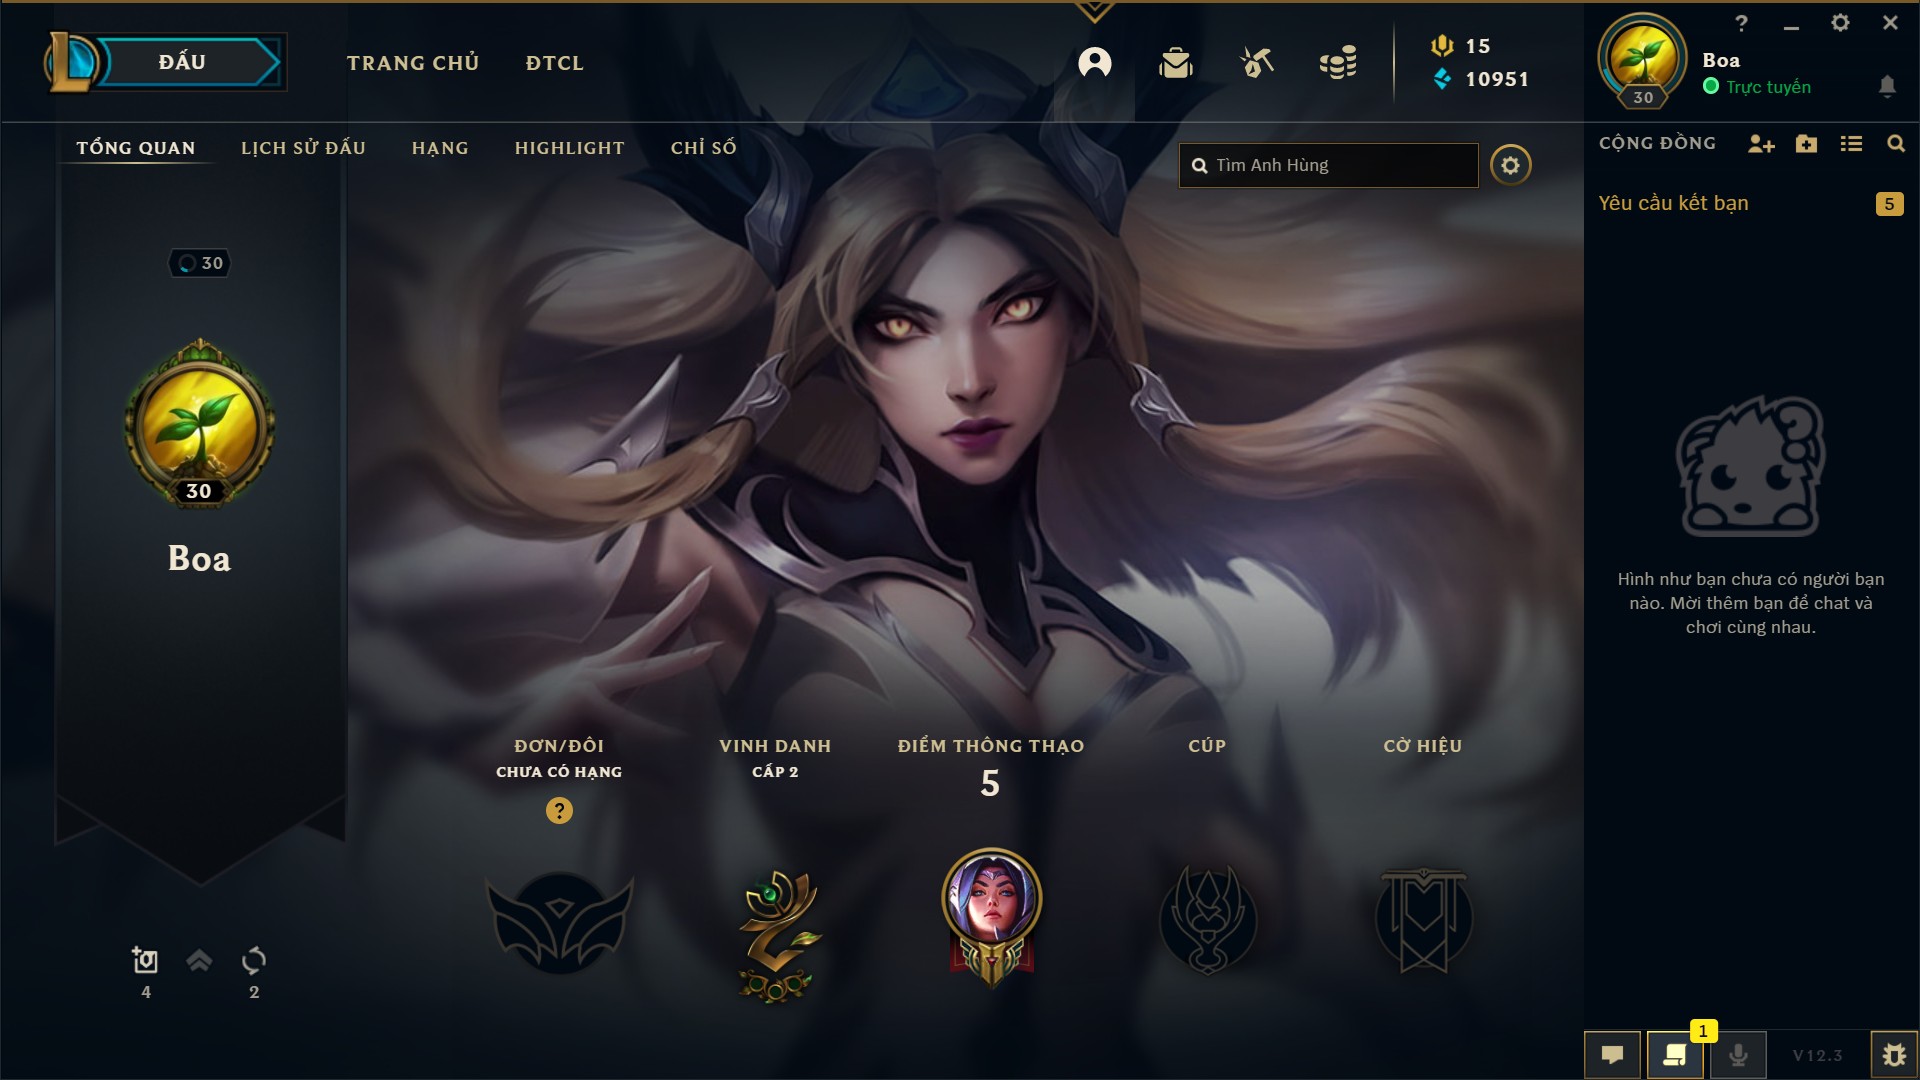 ĐẤU
TRANG CHỦ
ĐTCL
15
10951
?
Boa
Trực tuyến
30
TỔNG QUAN
LỊCH SỬ ĐẤU
HẠNG
HIGHLIGHT
CHỈ SỐ
Tìm Anh Hùng
CỘNG ĐỒNG
Yêu cầu kết bạn
5
30
30
Boa
Hình như bạn chưa có người bạn
nào. Mời thêm bạn để chat và
chơi cùng nhau.
ĐƠN/ĐÔI
CHƯA CÓ HẠNG
?
VINH DANH
CẤP 2
ĐIỂM THÔNG THẠO
5
CÚP
CỜ HIỆU
4
2
1
V12.3